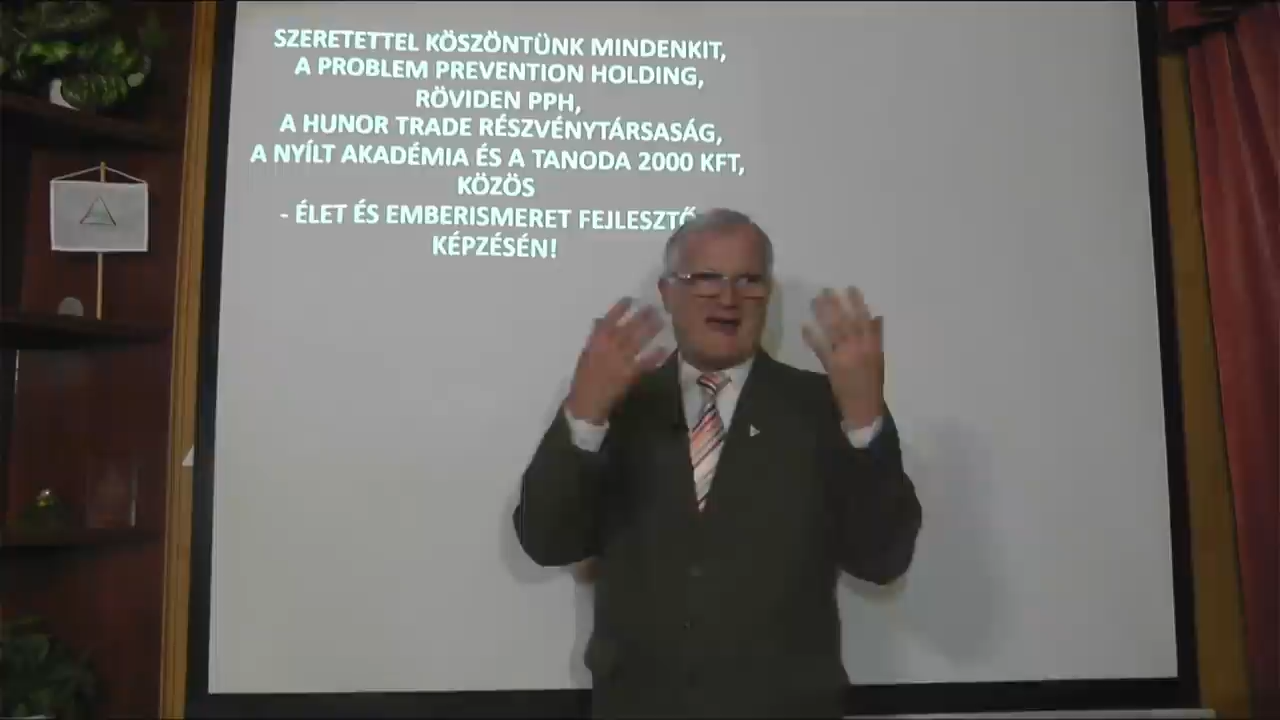 SZERETETTEL KÖSZÖNTÜNK MINDENKIT,
A PROBLEM PREVENTION HOLDING,
RÖVIDEN PPH,
A HUNOR TRADE RÉSZVÉNYTÁRSASÁG,
A NYÍLT AKADÉMIA ÉS A TANODA 2000 KFT,
KÖZÖS
- ÉLET ÉS EMBERISMERET FEJLESZTŐ
KÉPZÉSÉN!